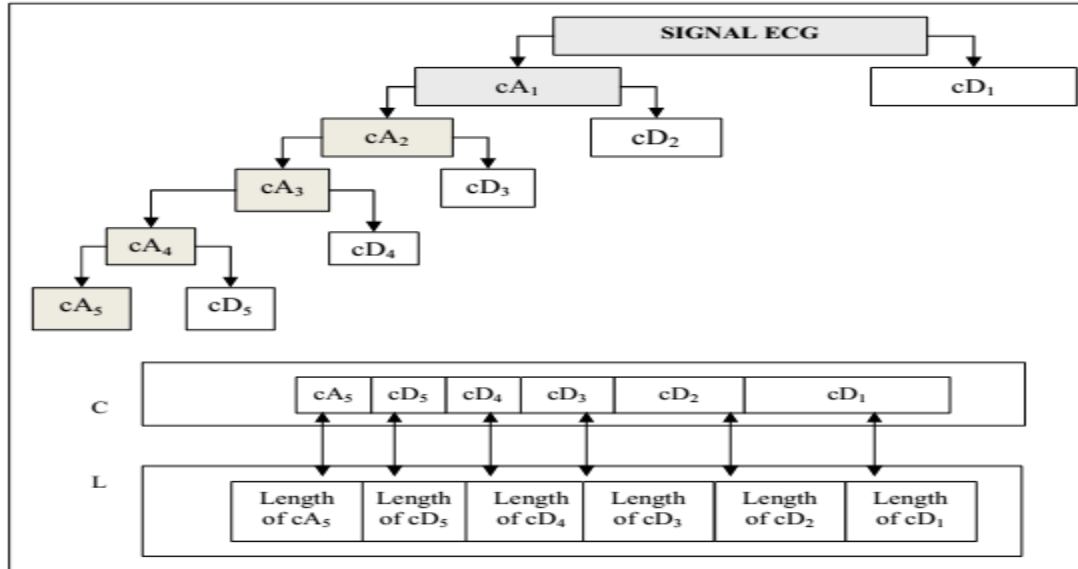 SIGNAL ECG
cA₁
cD₁
cA₂
cD₂
cA₃
cD₃
cA₄
cD₄
cA₅
cD₅
C
cA₅ cD₅ cD₄ cD₃ cD₂ cD₁
L
Length of cA₅
Length of cD₅
Length of cD₄
Length of cD₃
Length of cD₂
Length of cD₁